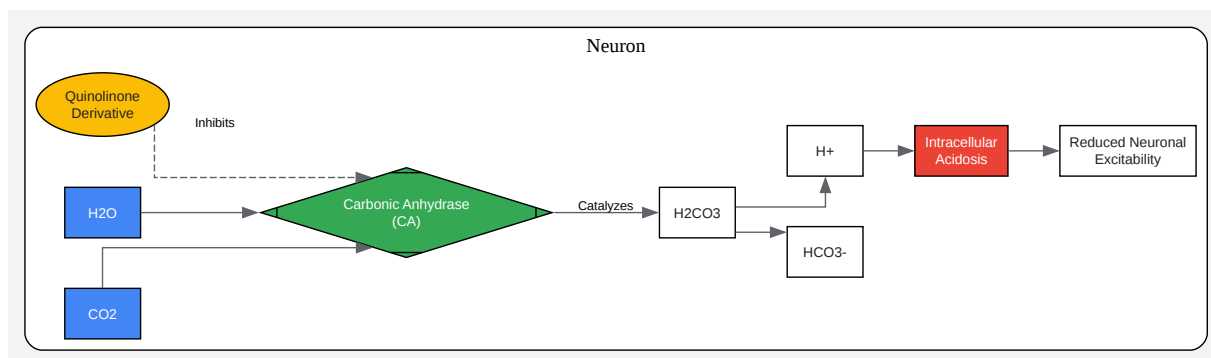 Neuron
Quinolinone
Derivative
Inhibits
H2O
CO2
Carbonic Anhydrase
(CA)
Catalyzes
H2CO3
H+
HCO3-
Intracellular
Acidosis
Reduced Neuronal
Excitability